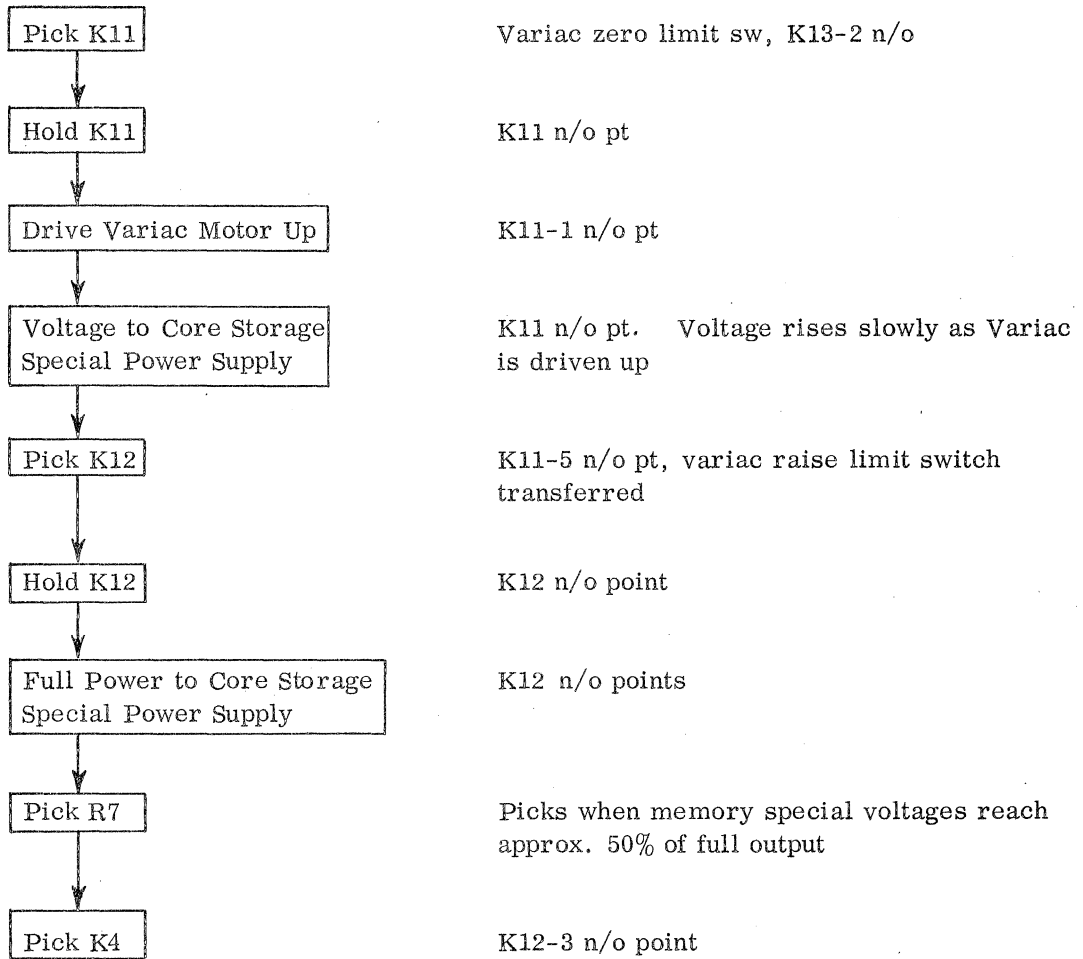 Pick K11
Variac zero limit sw, K13-2 n/o
Hold K11
K11 n/o pt
Drive Variac Motor Up
K11-1 n/o pt
Voltage to Core Storage
Special Power Supply
K11 n/o pt. Voltage rises slowly as Variac
is driven up
Pick K12
K11-5 n/o pt, variac raise limit switch
transferred
Hold K12
K12 n/o point
Full Power to Core Storage
Special Power Supply
K12 n/o points
Pick R7
Picks when memory special voltages reach
approx. 50% of full output
Pick K4
K12-3 n/o point